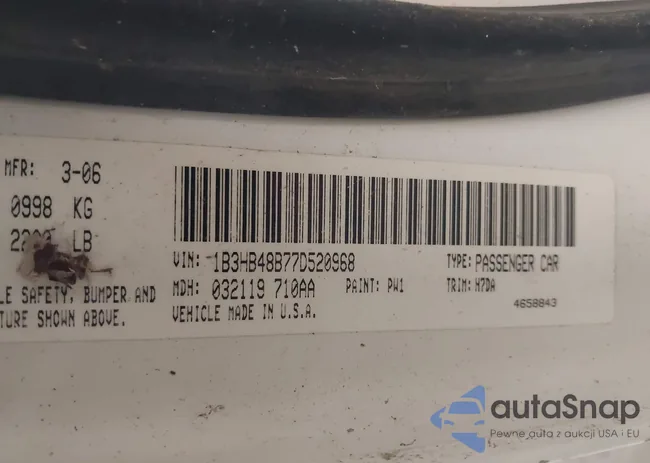 MFR: 3-06
0998 KG
LB
LE SAFETY, BUMPER AND
TURE SHOWN ABOVE.
VIN: 1B3HB48B77D520968
TYPE: PASSENGER CAR
MDH: 032119 710AA PAINT: PW1 TRIM: H7DA
VEHICLE MADE IN U.S.A.
4658843
autaSnap
Pewne auta z aukcji USA i EU